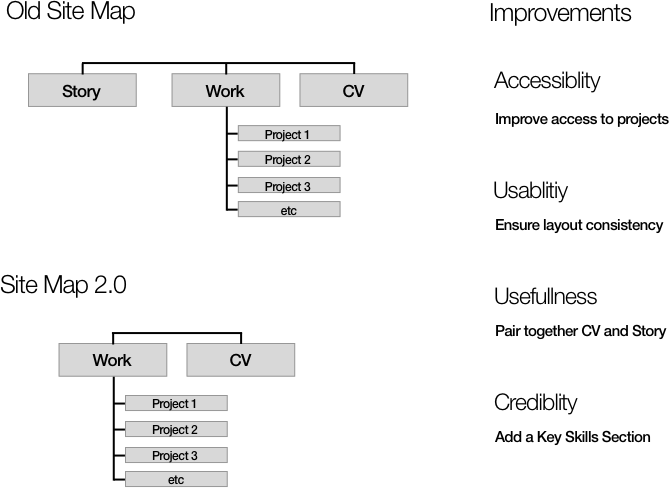 Old Site Map
Story
Work
CV
Project 1
Project 2
Project 3
etc
Site Map 2.0
Work
CV
Project 1
Project 2
Project 3
etc
Improvements
Accessiblity
Improve access to projects
Usablitiy
Ensure layout consistency
Usefullness
Pair together CV and Story
Crediblity
Add a Key Skills Section